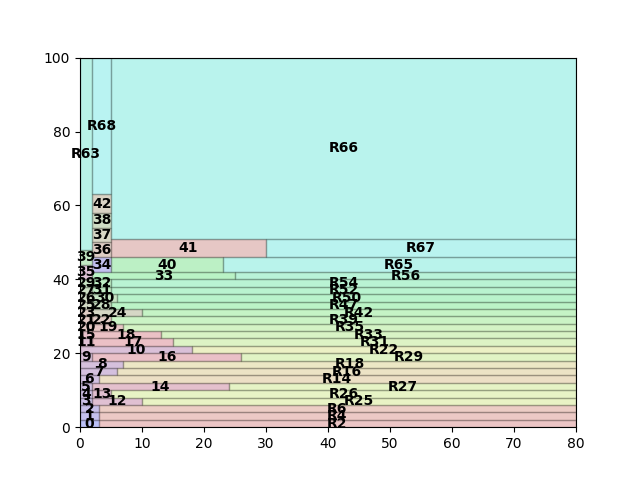 100
R68
80
R66
R63
42
60
38
37
36 41 R67
39
34 40 R65
35 33 R56
40
29 32 R54
27 31 R52
26 30 R50
25 28 R47
23 24 R42
21 22 R39
20 19 R35
15 18 R33
11 17 R31
10 R22
20 9 16 R29
8 R18
7 R16
6 R14
5 14 R27
4 13 R26
3 12 R25
2 R6
1 R4
0 0 R2
0 10 20 30 40 50 60 70 80